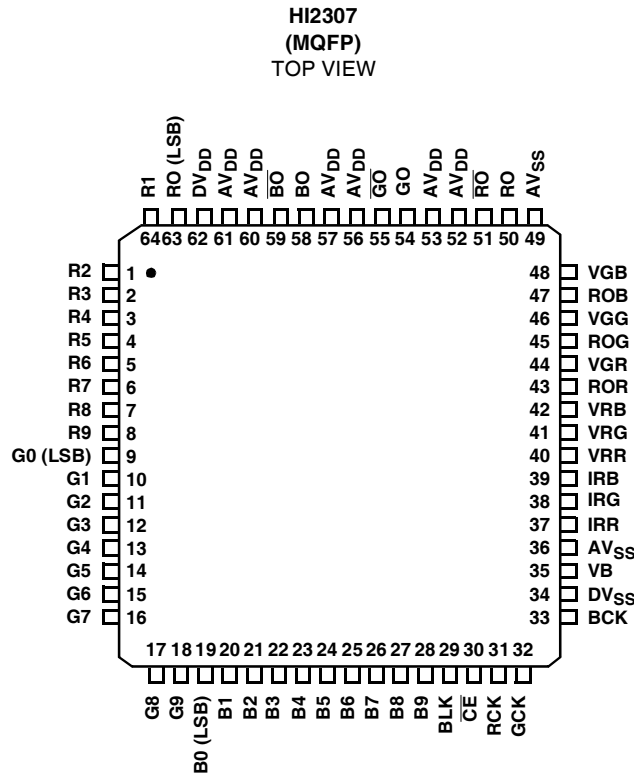 HI2307
(MQFP)
TOP VIEW
R1
RO (LSB)
DVDD
AVDD
AVDD
B̅O̅
BO
AVDD
AVDD
G̅O̅
GO
AVDD
AVDD
R̅O̅
RO
AVSS
64 63 62 61 60 59 58 57 56 55 54 53 52 51 50 49
R2 1 48 VGB
R3 2 47 ROB
R4 3 46 VGG
R5 4 45 ROG
R6 5 44 VGR
R7 6 43 ROR
R8 7 42 VRB
R9 8 41 VRG
G0 (LSB) 9 40 VRR
G1 10 39 IRB
G2 11 38 IRG
G3 12 37 IRR
G4 13 36 AVSS
G5 14 35 VB
G6 15 34 DVSS
G7 16 33 BCK
17 18 19 20 21 22 23 24 25 26 27 28 29 30 31 32
G8
G9
B0 (LSB)
B1
B2
B3
B4
B5
B6
B7
B8
B9
BLK
C̅E̅
RCK
GCK